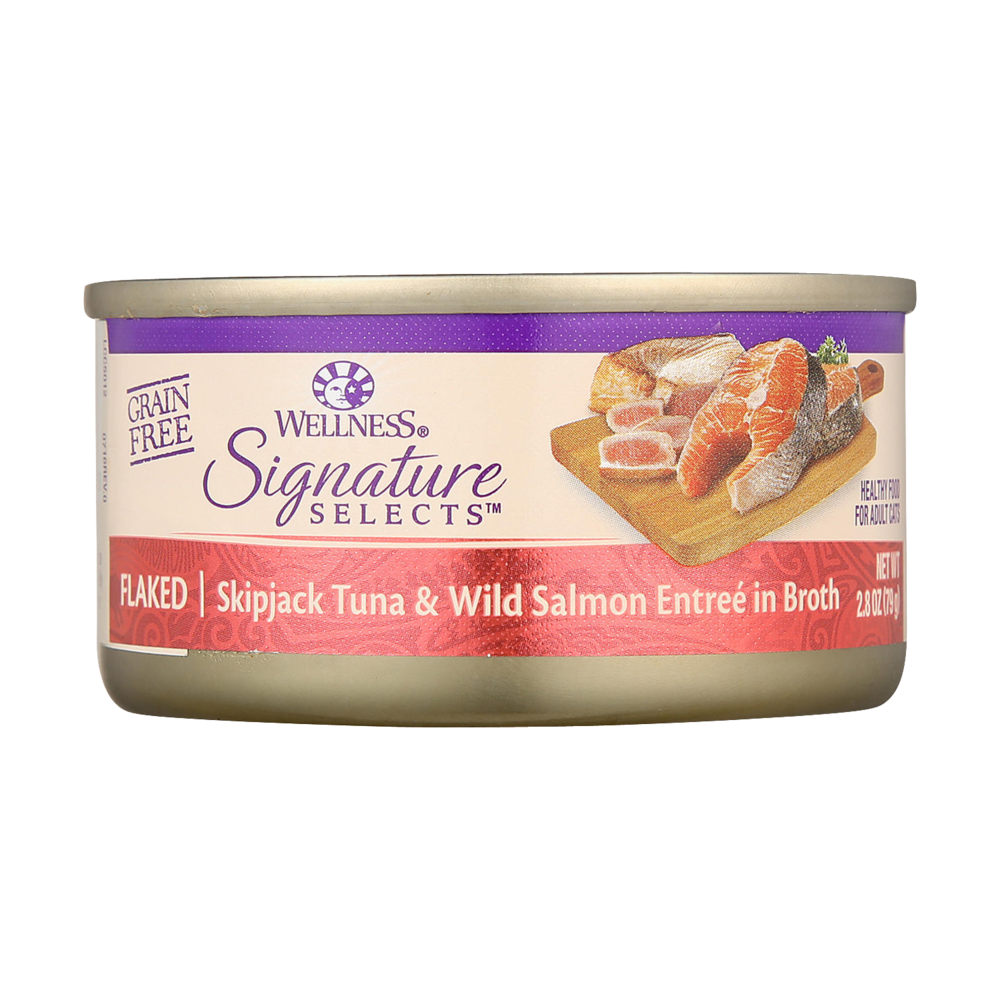 GRAIN
FREE
WELLNESS®
Signature
SELECTS™
HEALTHY FOOD
FOR ADULT CATS
FLAKED | Skipjack Tuna & Wild Salmon Entreé in Broth
NET WT
2.8 OZ (79g)